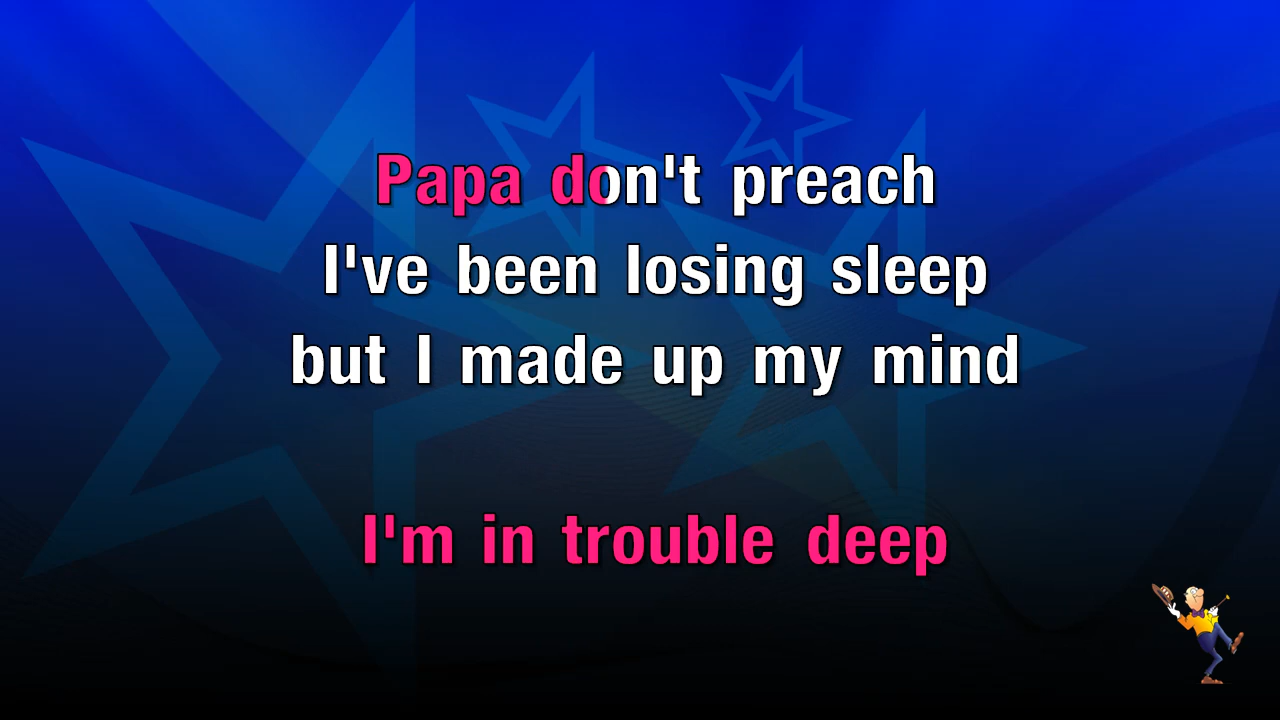 Papa don't preach
I've been losing sleep
but I made up my mind
I'm in trouble deep